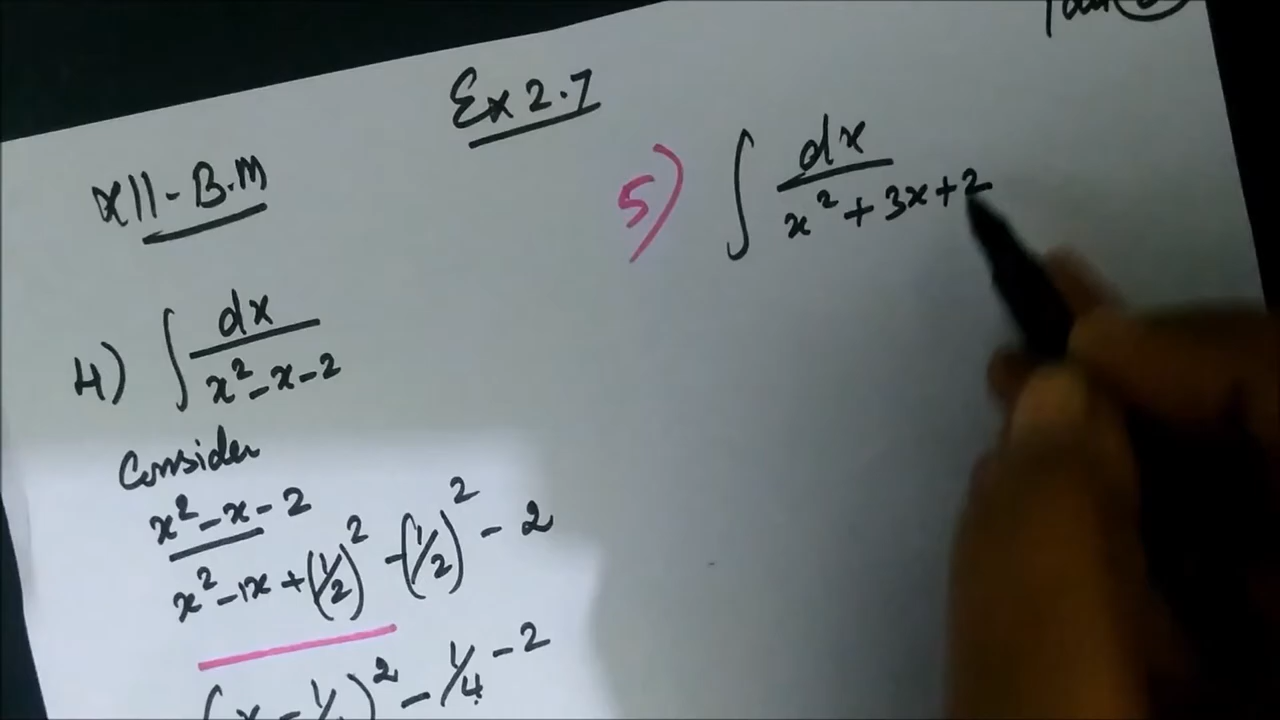 Ex 2.7
XII - B.M
4) ∫ dx / x² - x - 2
Consider
x² - x - 2
x² - 1x + (1/2)² - (1/2)² - 2
(x - 1/2)² - 1/4 - 2
5) ∫ dx / x² + 3x + 2